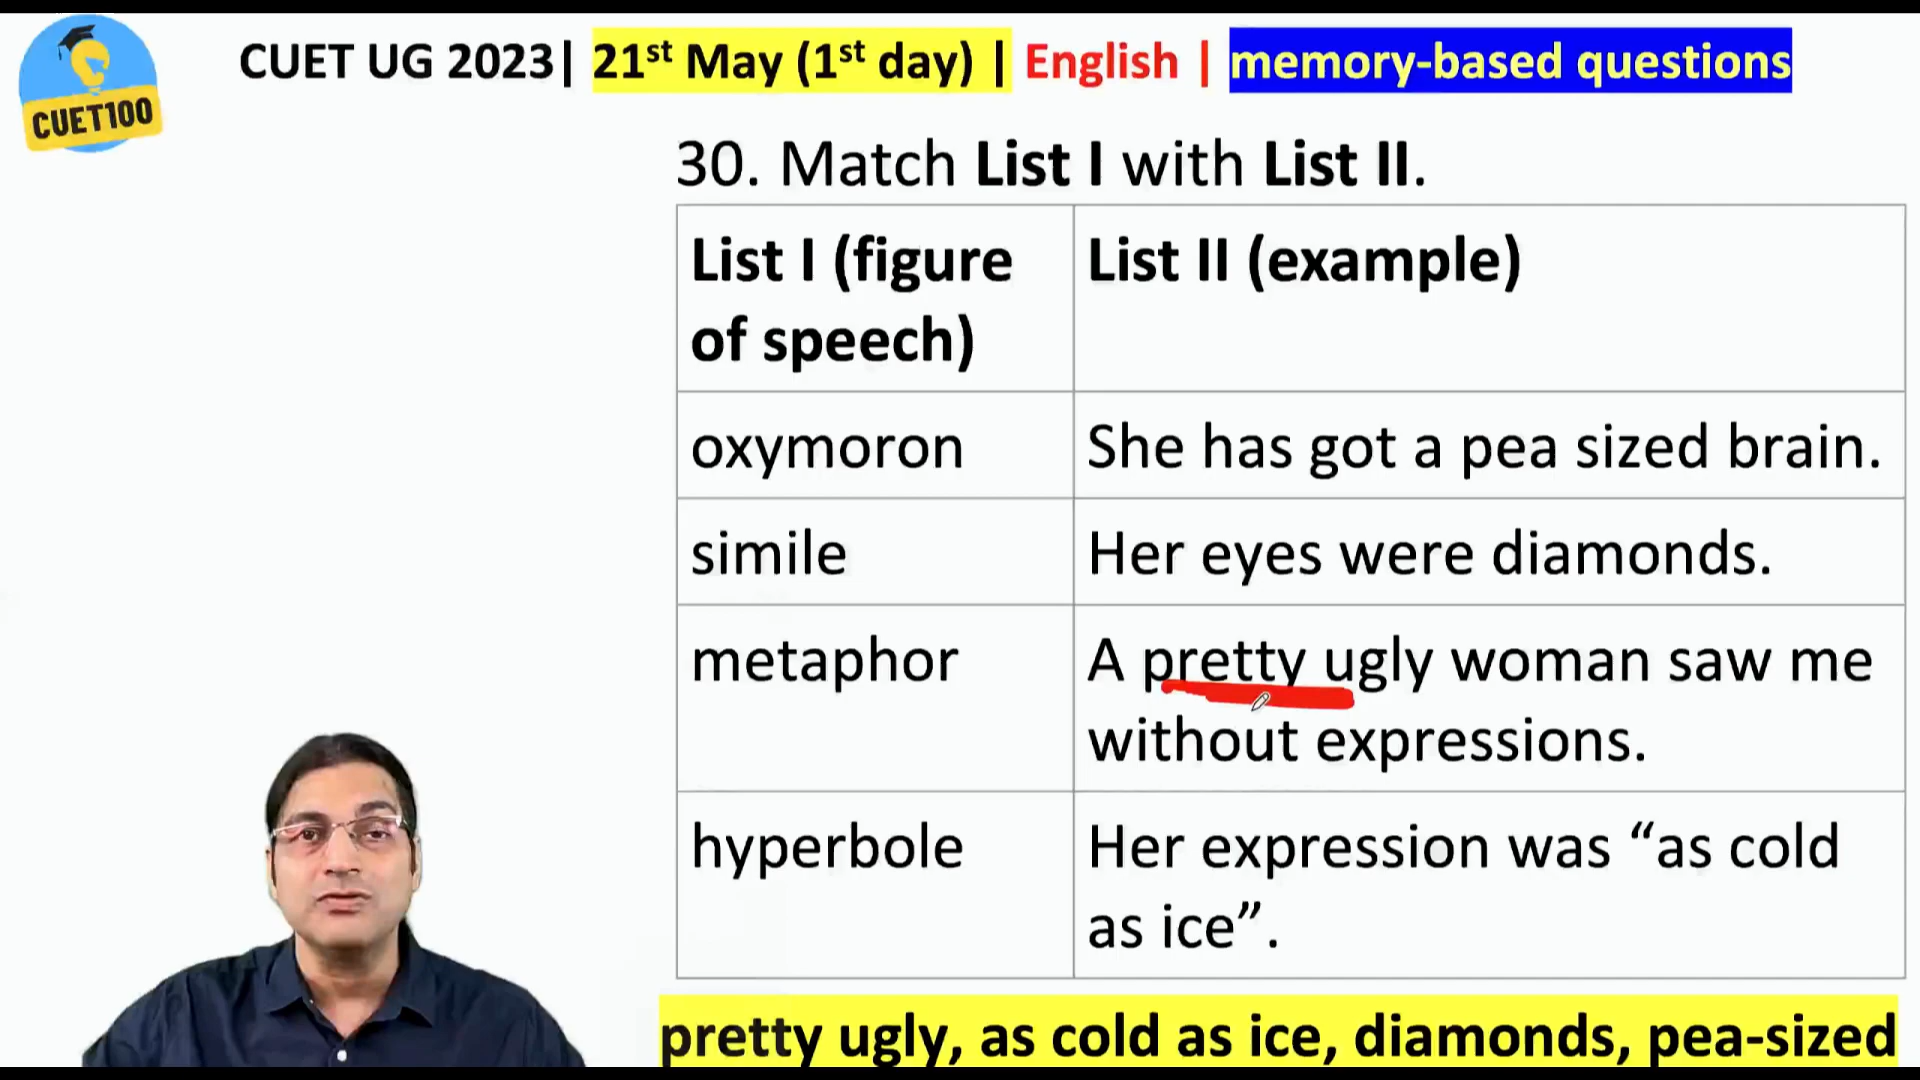 CUET100
CUET UG 2023| 21st May (1st day) | English | memory-based questions
30. Match List I with List II.
List I (figure
of speech)
List II (example)
oxymoron
She has got a pea sized brain.
simile
Her eyes were diamonds.
metaphor
A pretty ugly woman saw me
without expressions.
hyperbole
Her expression was “as cold
as ice”.
pretty ugly, as cold as ice, diamonds, pea-sized